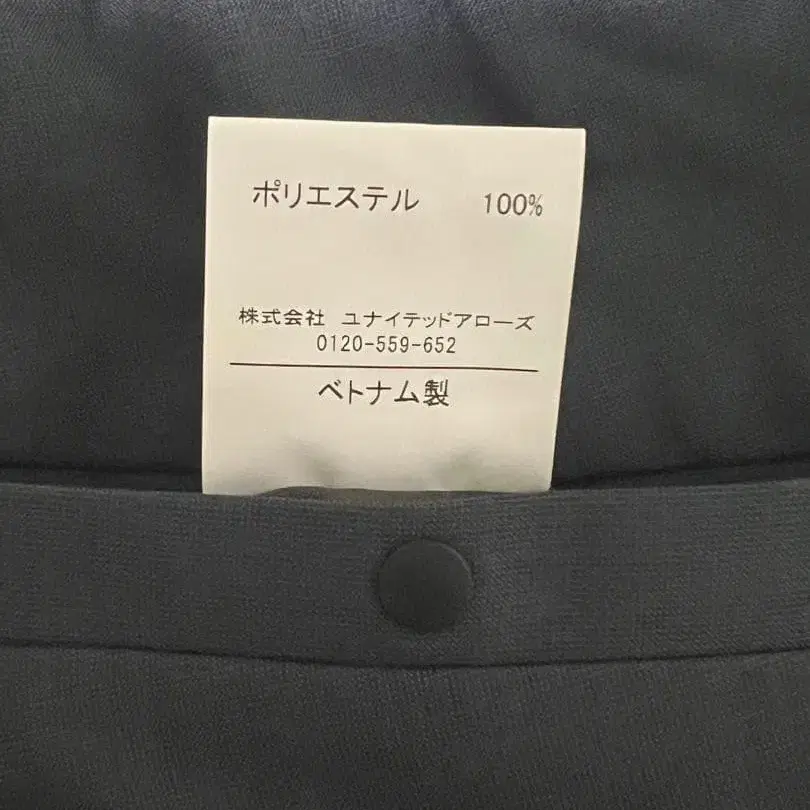 ポリエステル 100%
株式会社 ユナイテッドアローズ
0120-559-652
ベトナム製